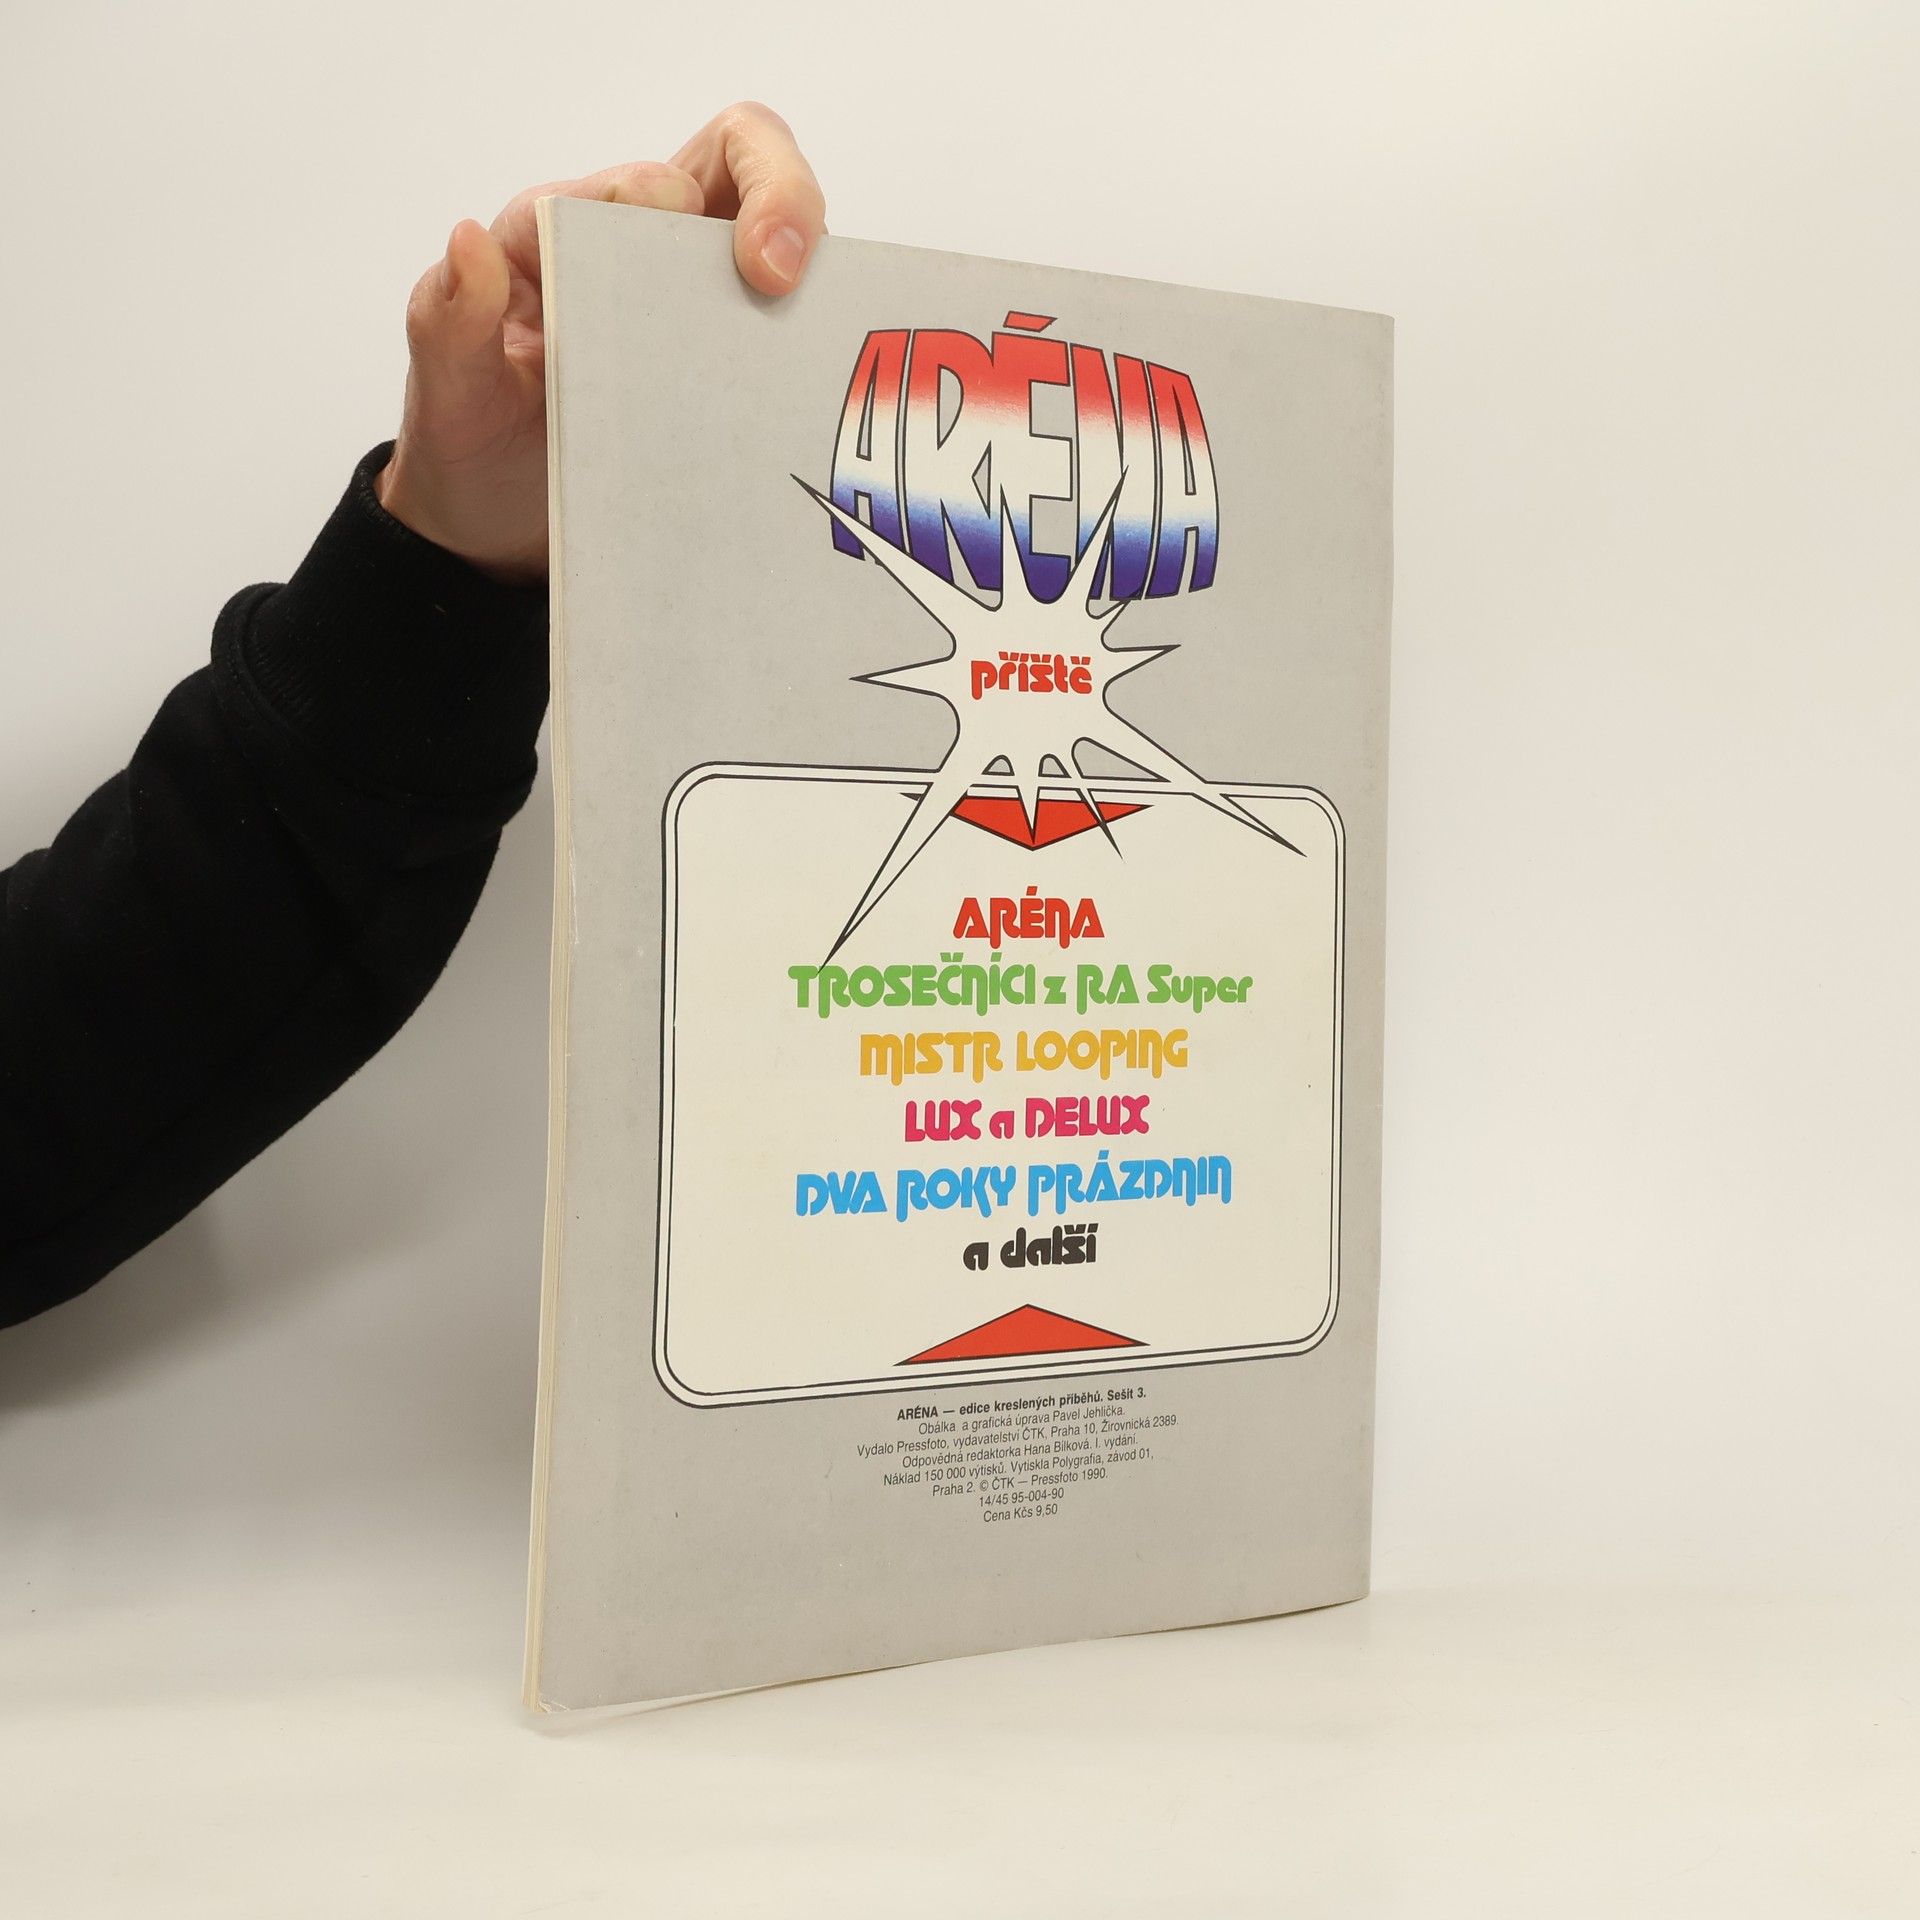 ARÉNA
příště
ARÉNA
TROSEČNÍCI z RA Super
MISTR LOOPING
LUX a DELUX
DVA ROKY PRÁZDNIN
a další
ARÉNA — edice kreslených příběhů. Sešit 3.
Obálka a grafická úprava Pavel Jehlička.
Vydalo Pressfoto, vydavatelství ČTK, Praha 10, Žirovnická 2389.
Odpovědná redaktorka Hana Bílková. I. vydání.
Náklad 150 000 výtisků. Vytiskla Polygrafia, závod 01,
Praha 2. © ČTK — Pressfoto 1990.
14/45 95-004-90
Cena Kčs 9,50